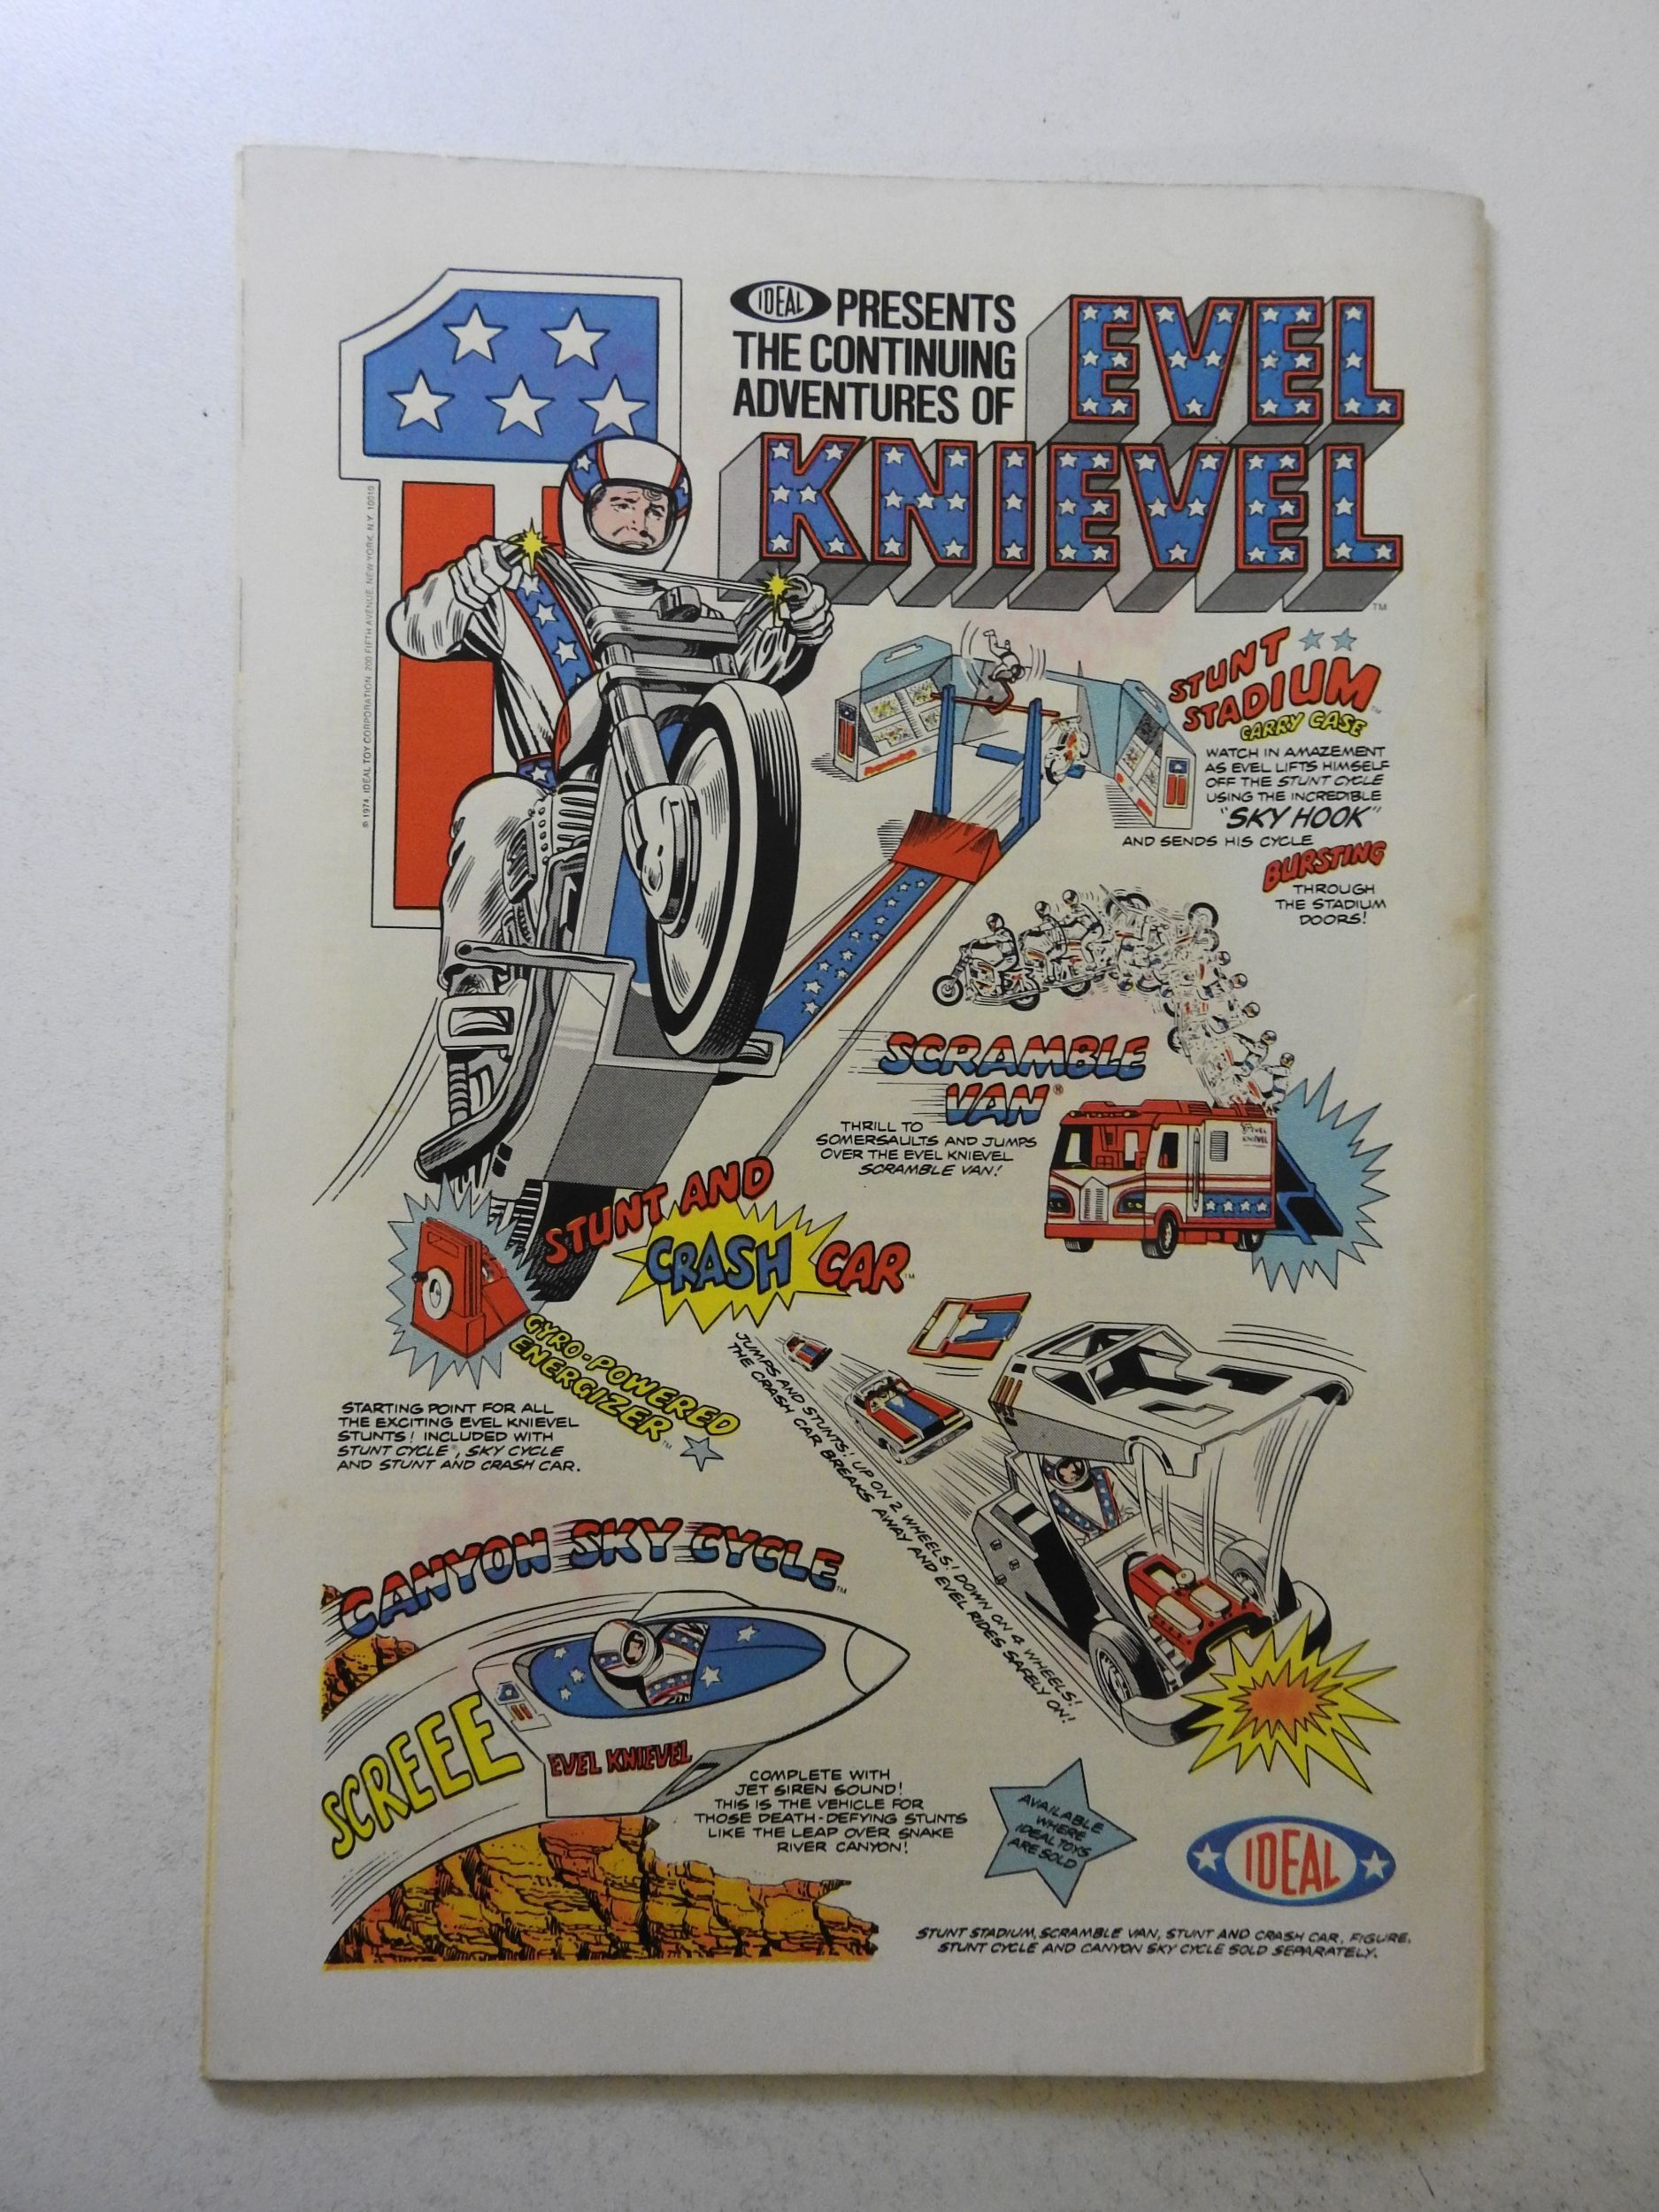 IDEAL PRESENTS
THE CONTINUING
ADVENTURES OF
EVEL
KNIEVEL™
© 1974, IDEAL TOY CORPORATION, 200 FIFTH AVENUE, NEW YORK, N.Y. 10010
STUNT
STADIUM™
CARRY CASE
WATCH IN AMAZEMENT
AS EVEL LIFTS HIMSELF
OFF THE STUNT CYCLE
USING THE INCREDIBLE
"SKY HOOK"
AND SENDS HIS CYCLE
BURSTING
THROUGH
THE STADIUM
DOORS!
SCRAMBLE
VAN®
THRILL TO
SOMERSAULTS AND JUMPS
OVER THE EVEL KNIEVEL
SCRAMBLE VAN!
EVEL
KNIEVEL
STUNT AND
CRASH CAR™
GYRO-POWERED
ENERGIZER™
STARTING POINT FOR ALL
THE EXCITING EVEL KNIEVEL
STUNTS! INCLUDED WITH
STUNT CYCLE®, SKY CYCLE
AND STUNT AND CRASH CAR.
JUMPS AND STUNTS! UP ON 2 WHEELS! DOWN ON 4 WHEELS!
THE CRASH CAR BREAKS AWAY AND EVEL RIDES SAFELY ON!
CANYON SKY CYCLE™
SCREEE
EVEL KNIEVEL
COMPLETE WITH
JET SIREN SOUND!
THIS IS THE VEHICLE FOR
THOSE DEATH-DEFYING STUNTS
LIKE THE LEAP OVER SNAKE
RIVER CANYON!
AVAILABLE
WHERE
IDEAL TOYS
ARE SOLD
IDEAL
STUNT STADIUM, SCRAMBLE VAN, STUNT AND CRASH CAR, FIGURE,
STUNT CYCLE AND CANYON SKY CYCLE SOLD SEPARATELY.